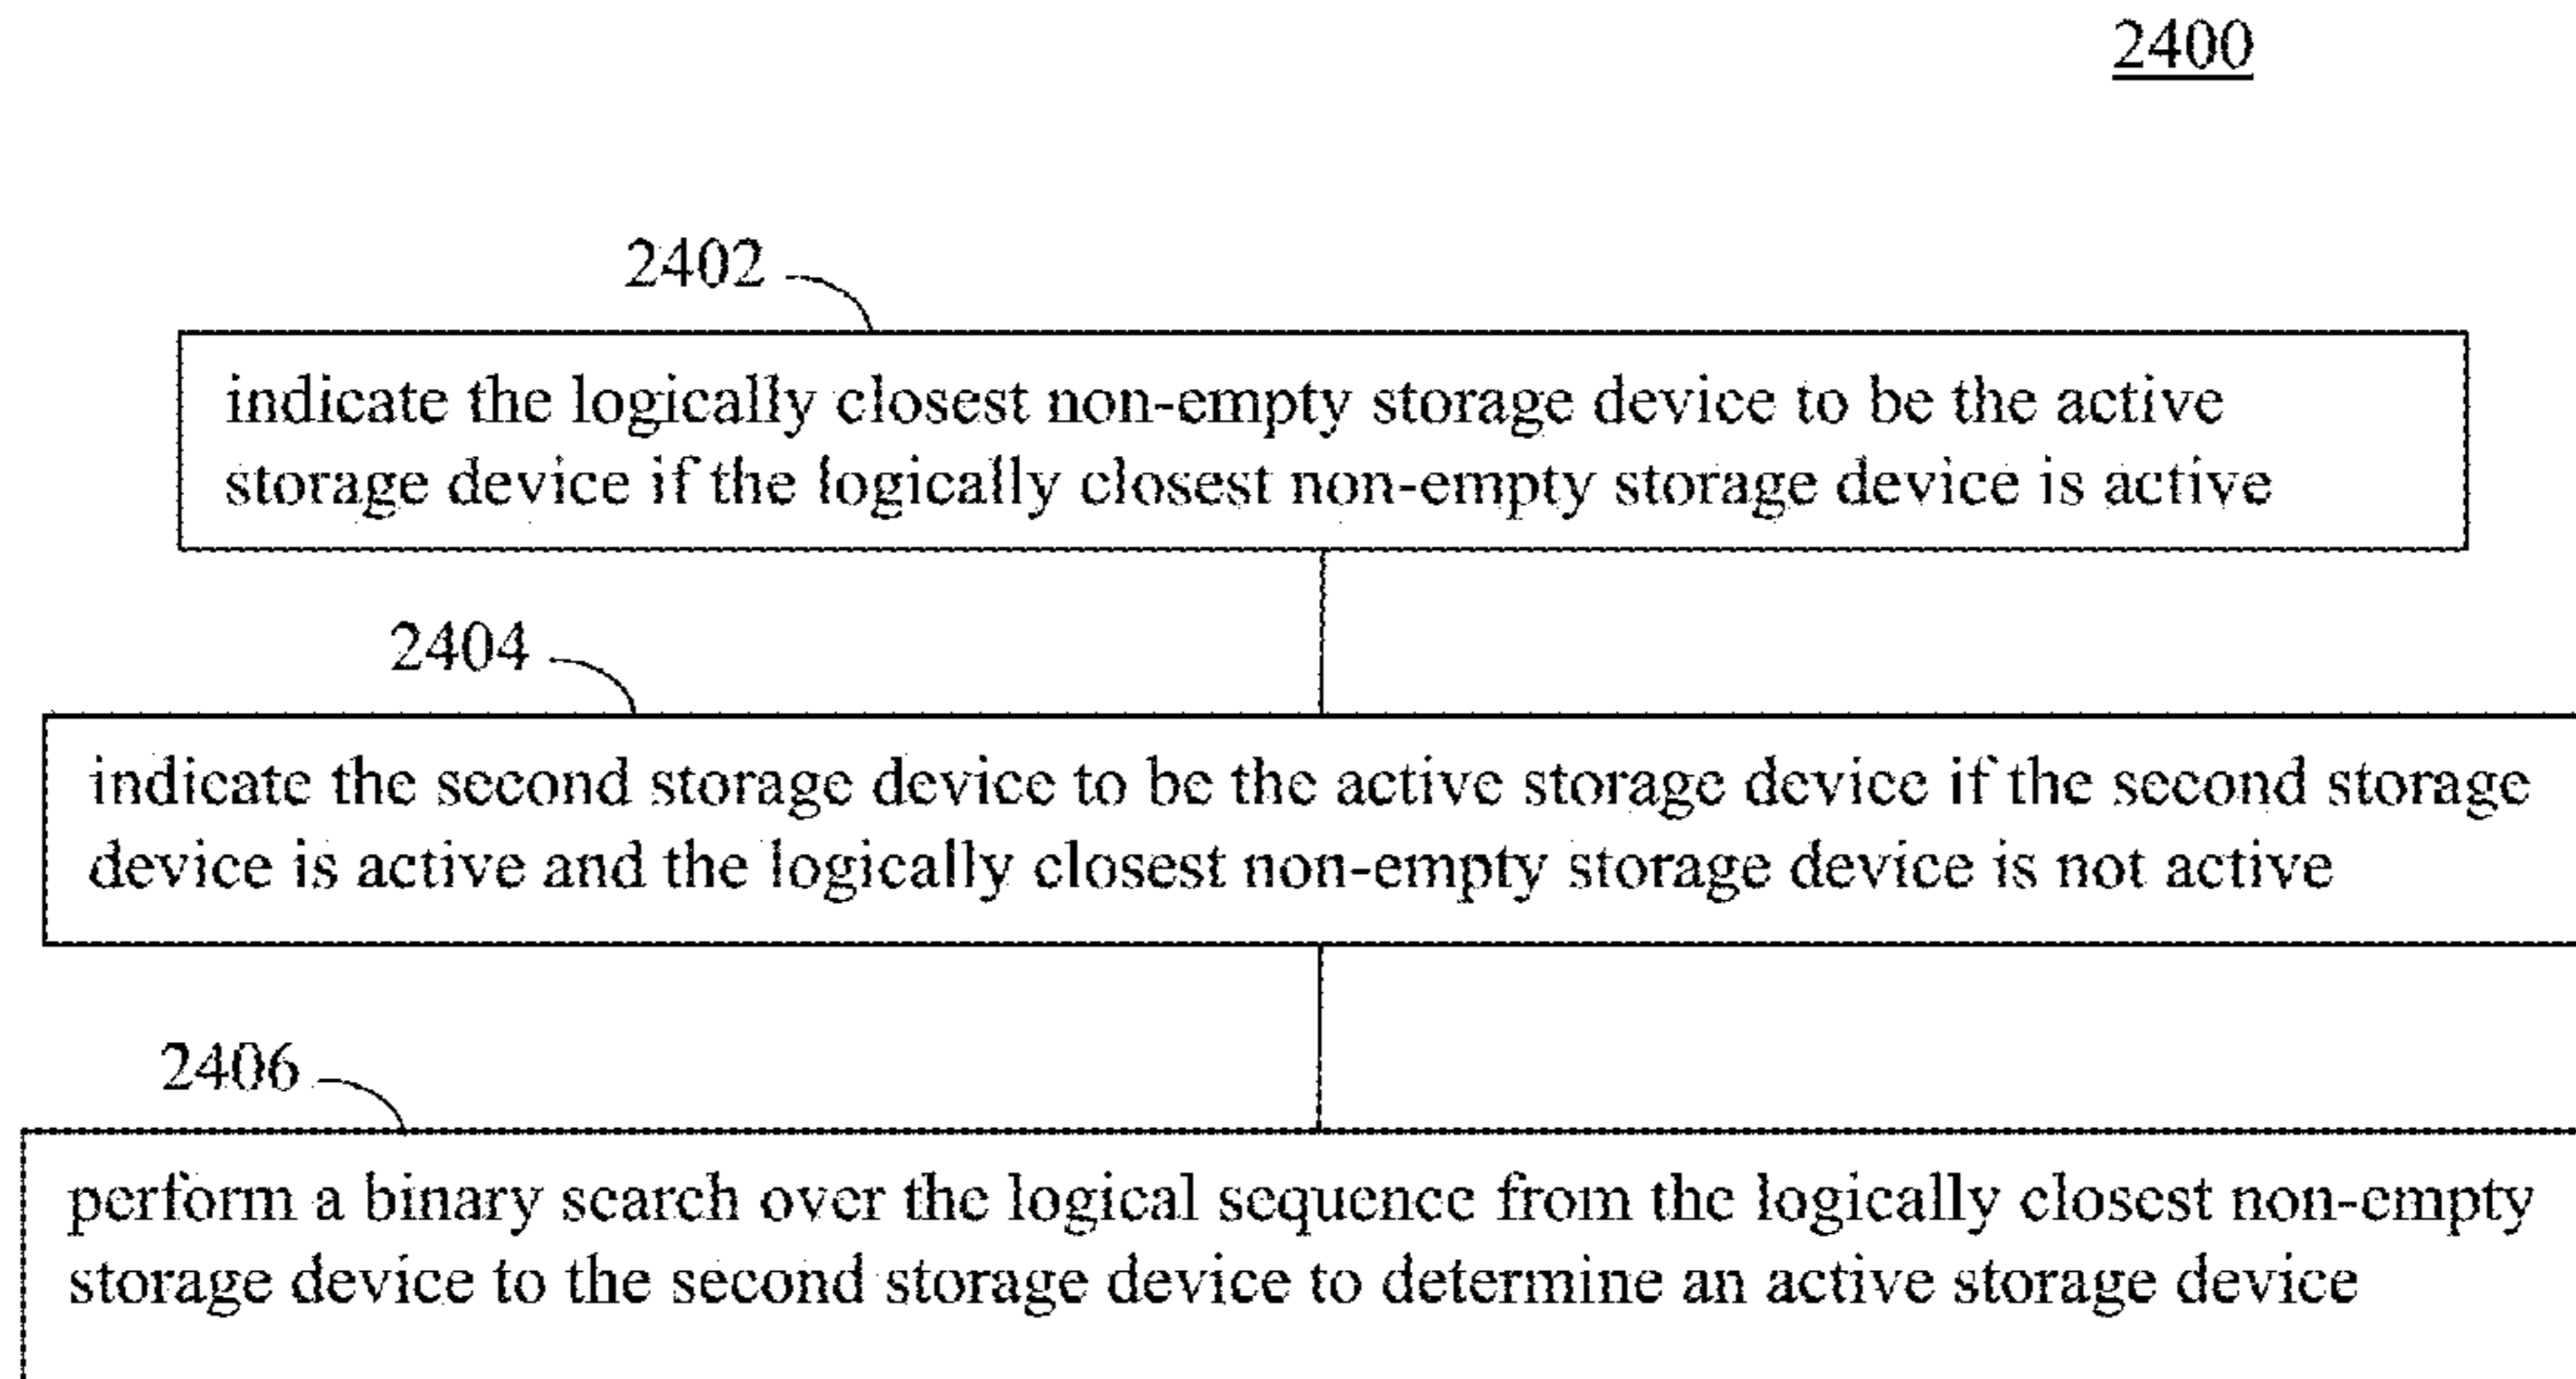 2400
2402
indicate the logically closest non-empty storage device to be the active
storage device if the logically closest non-empty storage device is active
2404
indicate the second storage device to be the active storage device if the second storage
device is active and the logically closest non-empty storage device is not active
2406
perform a binary search over the logical sequence from the logically closest non-empty
storage device to the second storage device to determine an active storage device